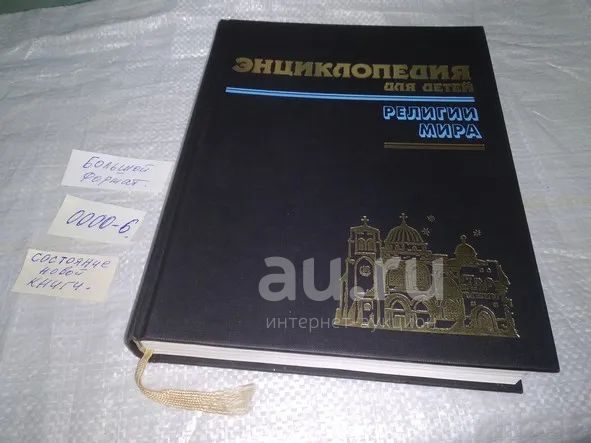 ЭНЦИКЛОПЕДИЯ
ДЛЯ ДЕТЕЙ
РЕЛИГИИ
МИРА
БОЛЬШОЙ
ФОРМАТ.
0000-6
СОСТОЯНИЕ
НОВОЙ
КНИГИ.
au.ru
интернет-аукцион